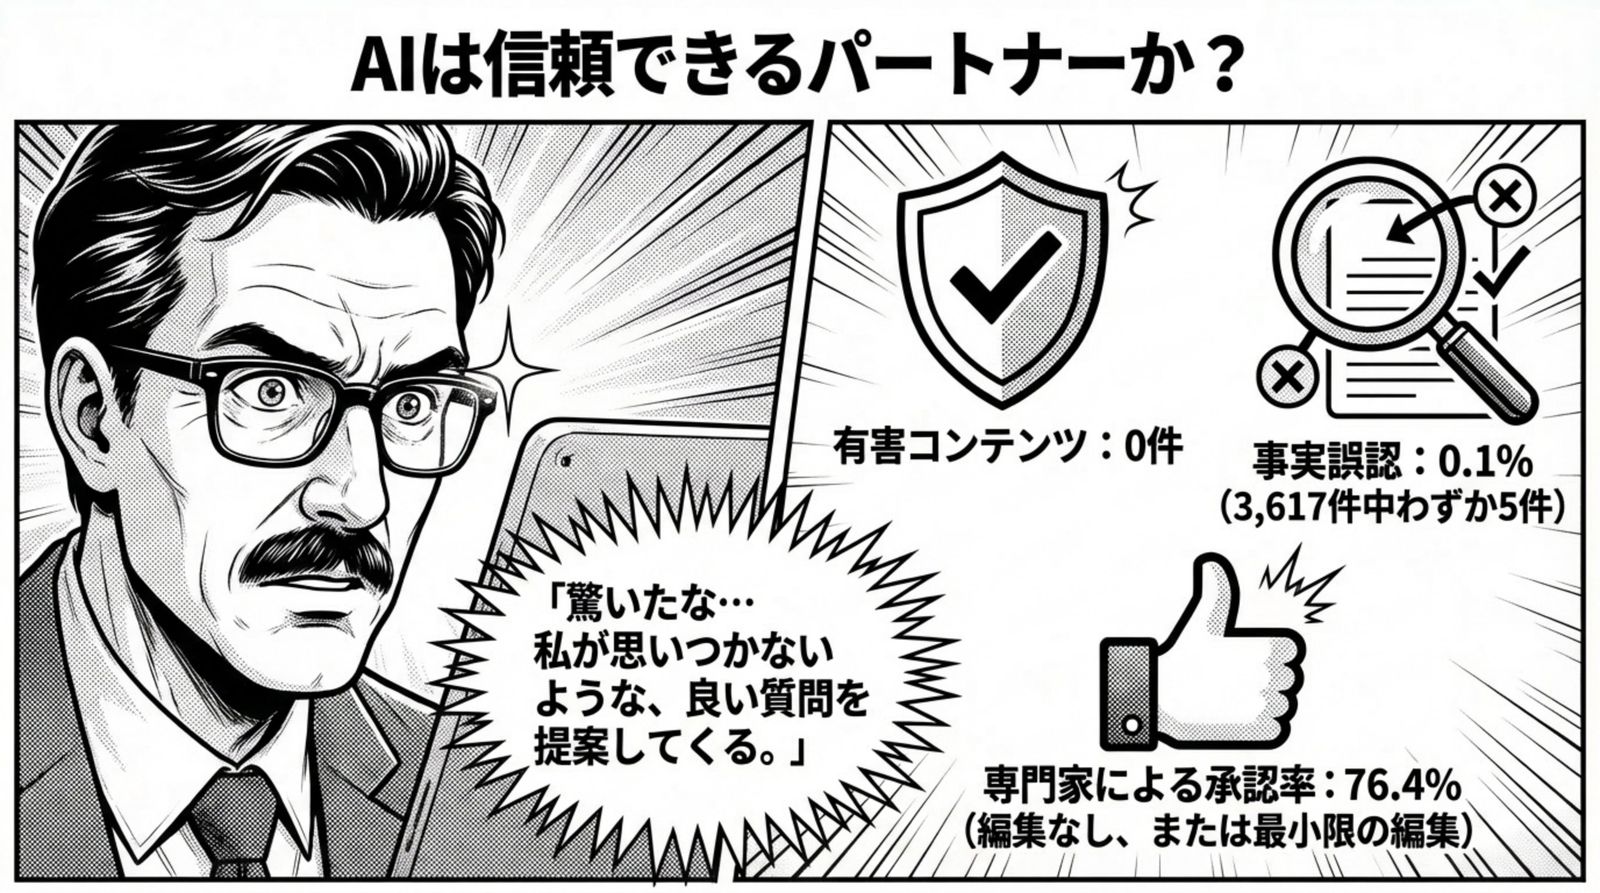 AIは信頼できるパートナーか？
「驚いたな…
私が思いつかない
ような、良い質問を
提案してくる。」
有害コンテンツ：0件
事実誤認：0.1%
（3,617件中わずか5件）
専門家による承認率：76.4%
（編集なし、または最小限の編集）